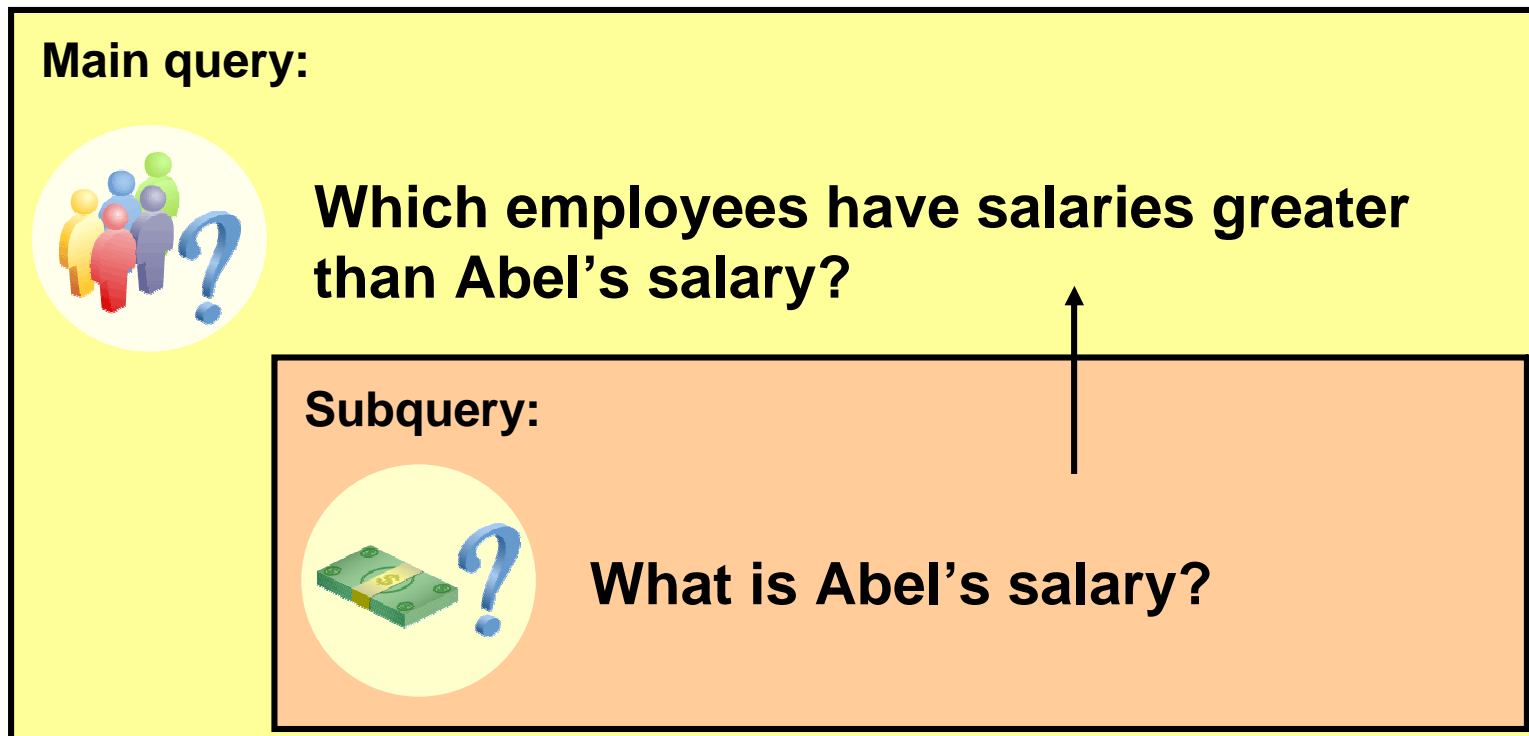 Main query:
Which employees have salaries greater
than Abel’s salary?
Subquery:
What is Abel’s salary?